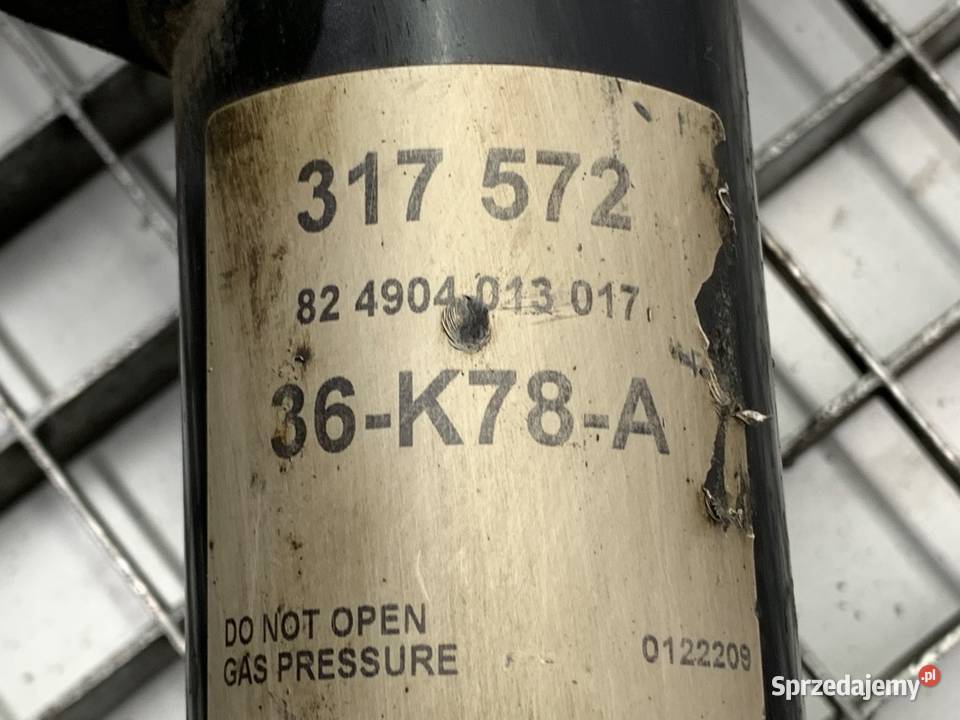 317 572
82 4904 013 017
36-K78-A
DO NOT OPEN
GAS PRESSURE
0122209
Sprzedajemy.pl